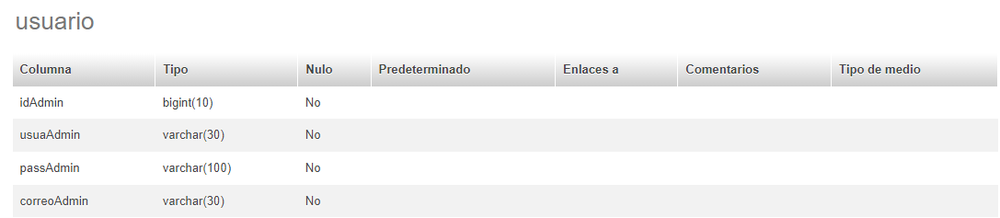 usuario
Columna Tipo Nulo Predeterminado Enlaces a Comentarios Tipo de medio
idAdmin bigint(10) No
usuaAdmin varchar(30) No
passAdmin varchar(100) No
correoAdmin varchar(30) No